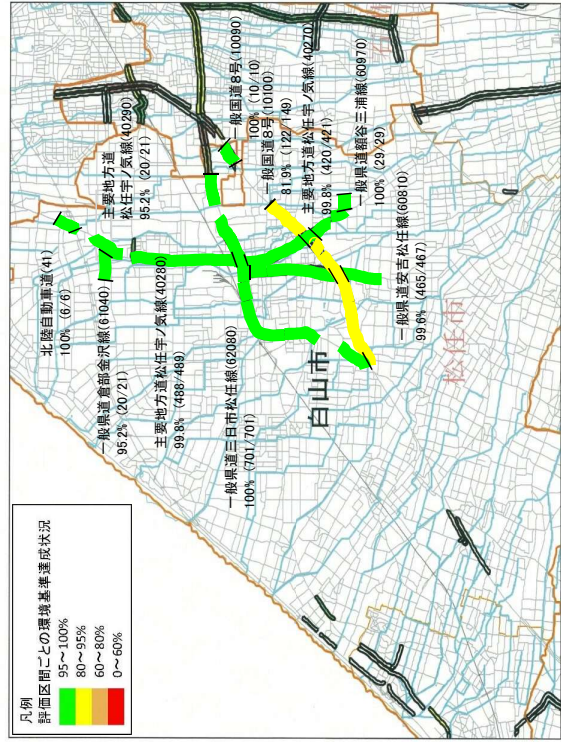 凡例
評価区間ごとの環境基準達成状況
95～100%
80～95%
60～80%
0～60%
北陸自動車道(41)
100% (6/6)
一般県道倉部金沢線(61040)
95.2% (20/21)
主要地方道松任宇ノ気線(40280)
99.8% (488/489)
一般県道三日市松任線(62080)
100% (701/701)
主要地方道
松任宇ノ気線(40290)
95.2% (20/21)
一般国道8号(10090)
100% (10/10)
一般国道8号(10100)
81.9% (122/149)
主要地方道松任宇ノ気線(40270)
99.8% (420/421)
一般県道額谷三浦線(60970)
100% (29/29)
一般県道安吉松任線(60810)
99.6% (465/467)
白山市
松任市